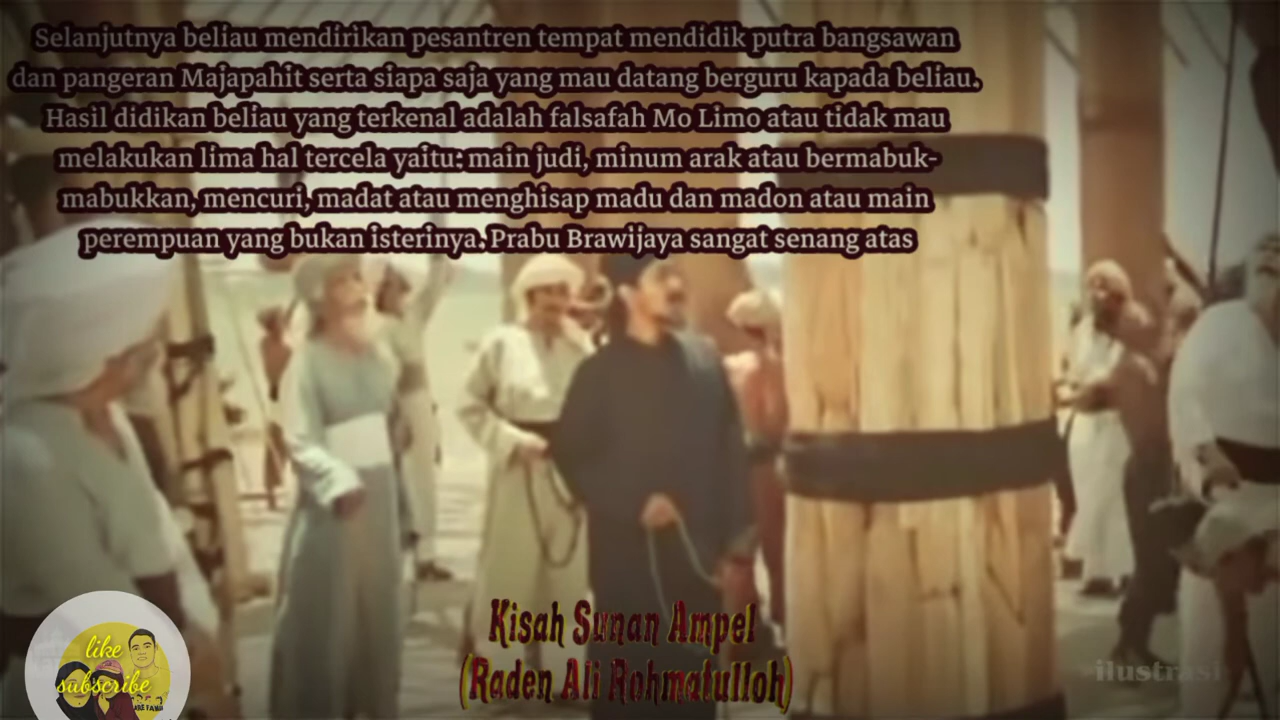 Selanjutnya beliau mendirikan pesantren tempat mendidik putra bangsawan
dan pangeran Majapahit serta siapa saja yang mau datang berguru kapada beliau.
Hasil didikan beliau yang terkenal adalah falsafah Mo Limo atau tidak mau
melakukan lima hal tercela yaitu: main judi, minum arak atau bermabuk-
mabukkan, mencuri, madat atau menghisap madu dan madon atau main
perempuan yang bukan isterinya. Prabu Brawijaya sangat senang atas
Kisah Sunan Ampel
(Raden Ali Rohmatulloh)
ilustrasi
like
subscribe